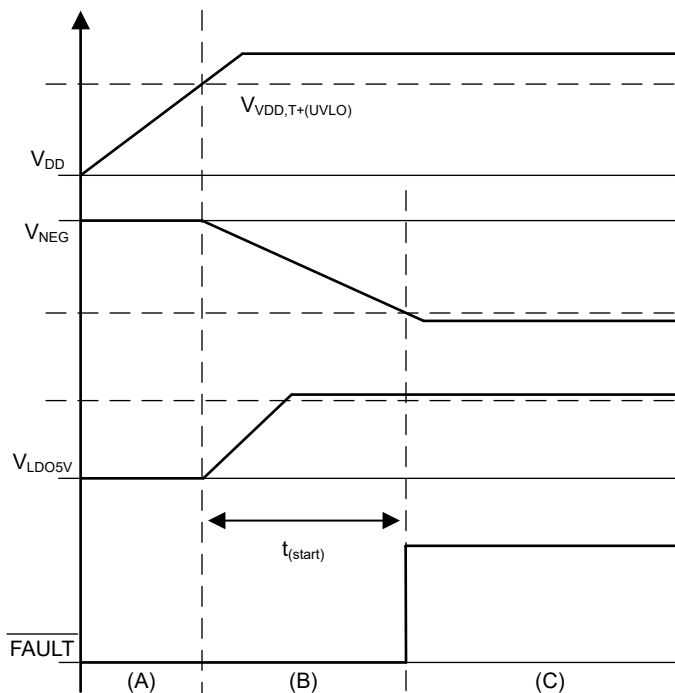 V_VDD,T+(UVLO)
V_DD
V_NEG
V_LDO5V
t_(start)
FAULT
(A) (B) (C)